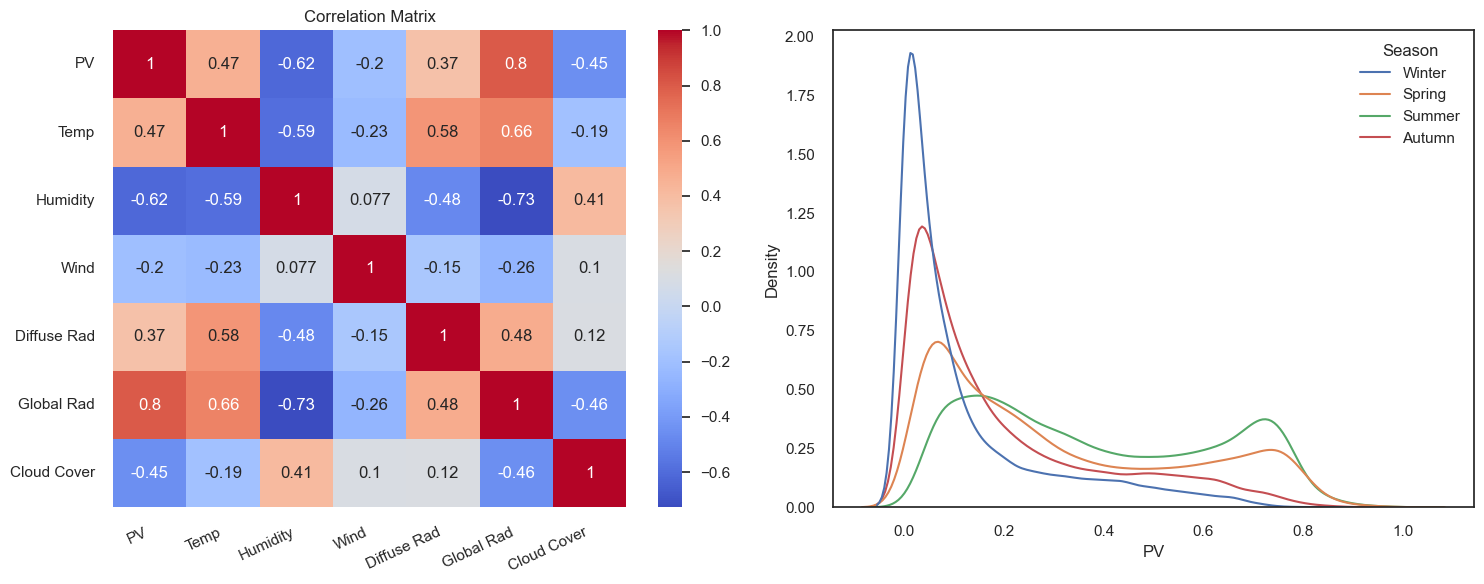 Correlation Matrix
PV 1 0.47 -0.62 -0.2 0.37 0.8 -0.45
Temp 0.47 1 -0.59 -0.23 0.58 0.66 -0.19
Humidity -0.62 -0.59 1 0.077 -0.48 -0.73 0.41
Wind -0.2 -0.23 0.077 1 -0.15 -0.26 0.1
Diffuse Rad 0.37 0.58 -0.48 -0.15 1 0.48 0.12
Global Rad 0.8 0.66 -0.73 -0.26 0.48 1 -0.46
Cloud Cover -0.45 -0.19 0.41 0.1 0.12 -0.46 1
PV Temp Humidity Wind Diffuse Rad Global Rad Cloud Cover
1.0
0.8
0.6
0.4
0.2
0.0
−0.2
−0.4
−0.6
Density
2.00
1.75
1.50
1.25
1.00
0.75
0.50
0.25
0.00
Season
Winter
Spring
Summer
Autumn
0.0 0.2 0.4 0.6 0.8 1.0
PV